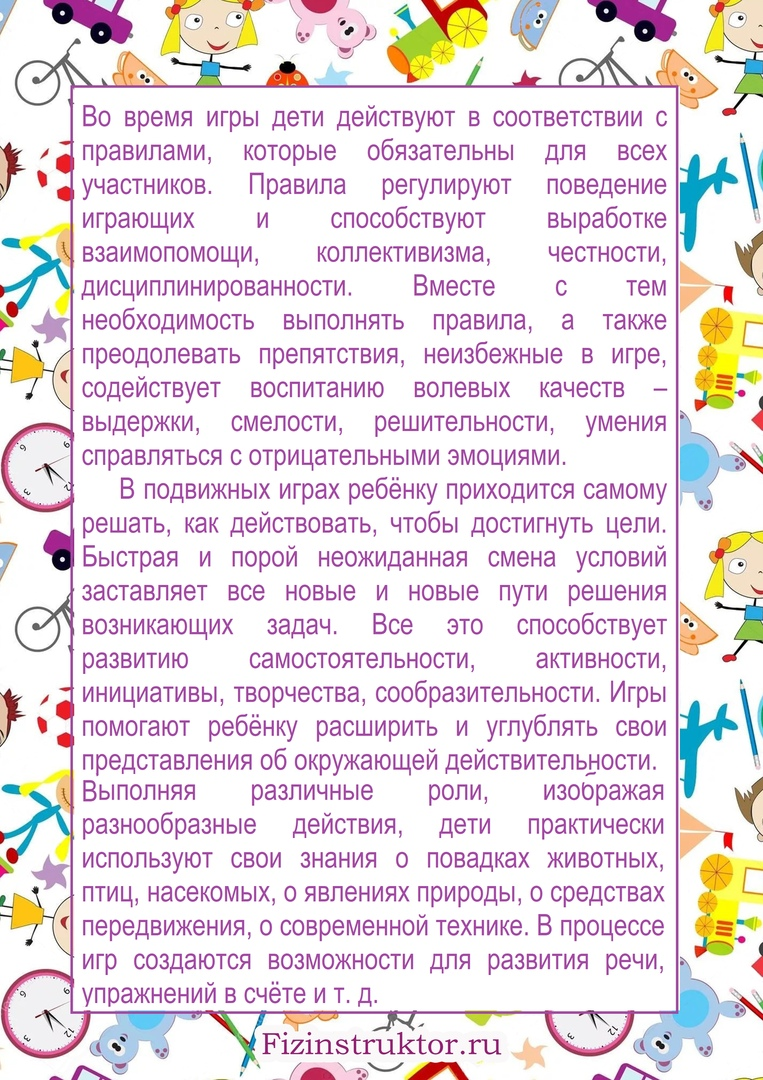 Во время игры дети действуют в соответствии с
правилами, которые обязательны для всех
участников. Правила регулируют поведение
играющих и способствуют выработке
взаимопомощи, коллективизма, честности,
дисциплинированности. Вместе с тем
необходимость выполнять правила, а также
преодолевать препятствия, неизбежные в игре,
содействует воспитанию волевых качеств –
выдержки, смелости, решительности, умения
справляться с отрицательными эмоциями.
В подвижных играх ребёнку приходится самому
решать, как действовать, чтобы достигнуть цели.
Быстрая и порой неожиданная смена условий
заставляет все новые и новые пути решения
возникающих задач. Все это способствует
развитию самостоятельности, активности,
инициативы, творчества, сообразительности. Игры
помогают ребёнку расширить и углублять свои
представления об окружающей действительности.
Выполняя различные роли, изображая
разнообразные действия, дети практически
используют свои знания о повадках животных,
птиц, насекомых, о явлениях природы, о средствах
передвижения, о современной технике. В процессе
игр создаются возможности для развития речи,
упражнений в счёте и т. д.
Fizinstruktor.ru